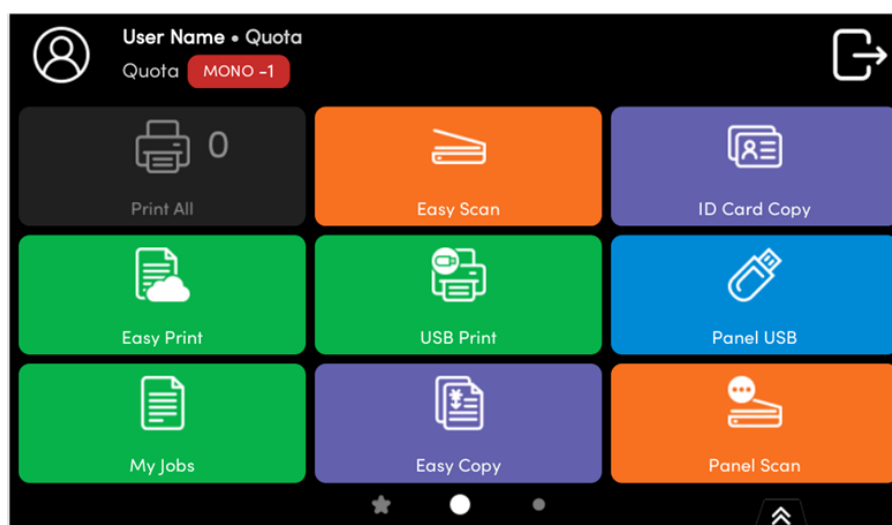 User Name • Quota
Quota MONO -1
0
Print All
Easy Scan
ID Card Copy
Easy Print
USB Print
Panel USB
My Jobs
Easy Copy
Panel Scan